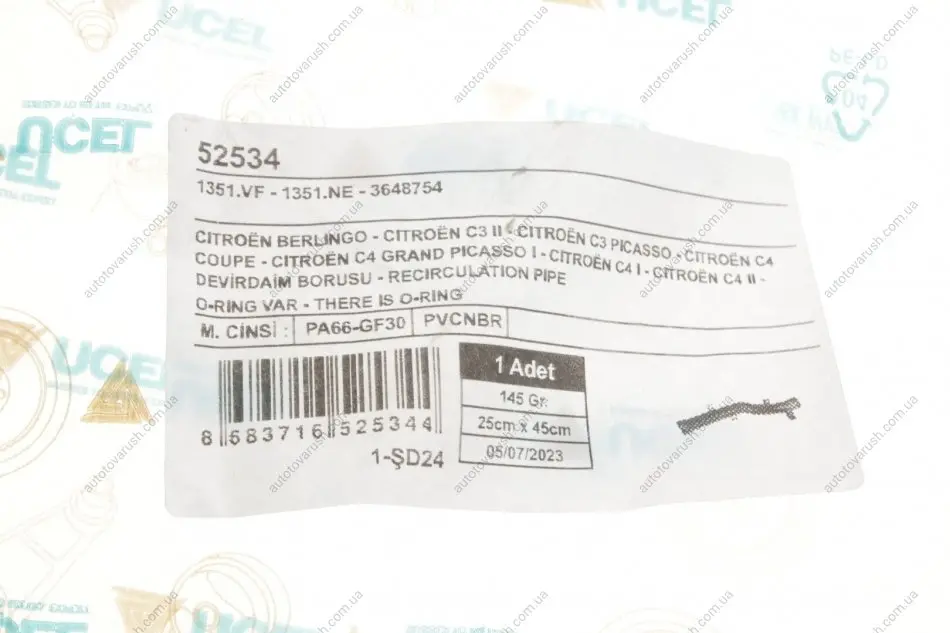 52534
1351.VF - 1351.NE - 3648754
CITROËN BERLINGO - CITROËN C3 II - CITROËN C3 PICASSO - CITROËN C4
COUPE - CITROËN C4 GRAND PICASSO I - CITROËN C4 I - CITROËN C4 II -
DEVİRDAİM BORUSU - RECIRCULATION PIPE
O-RING VAR - THERE IS O-RING
M. CİNSİ : PA66-GF30 PVCNBR
1 Adet
145 Gr.
25cm x 45cm
05/07/2023
8 683716 525344
1-ŞD24
UCEL
UCEL
UCEL
UCEL
autotovarush.com.ua